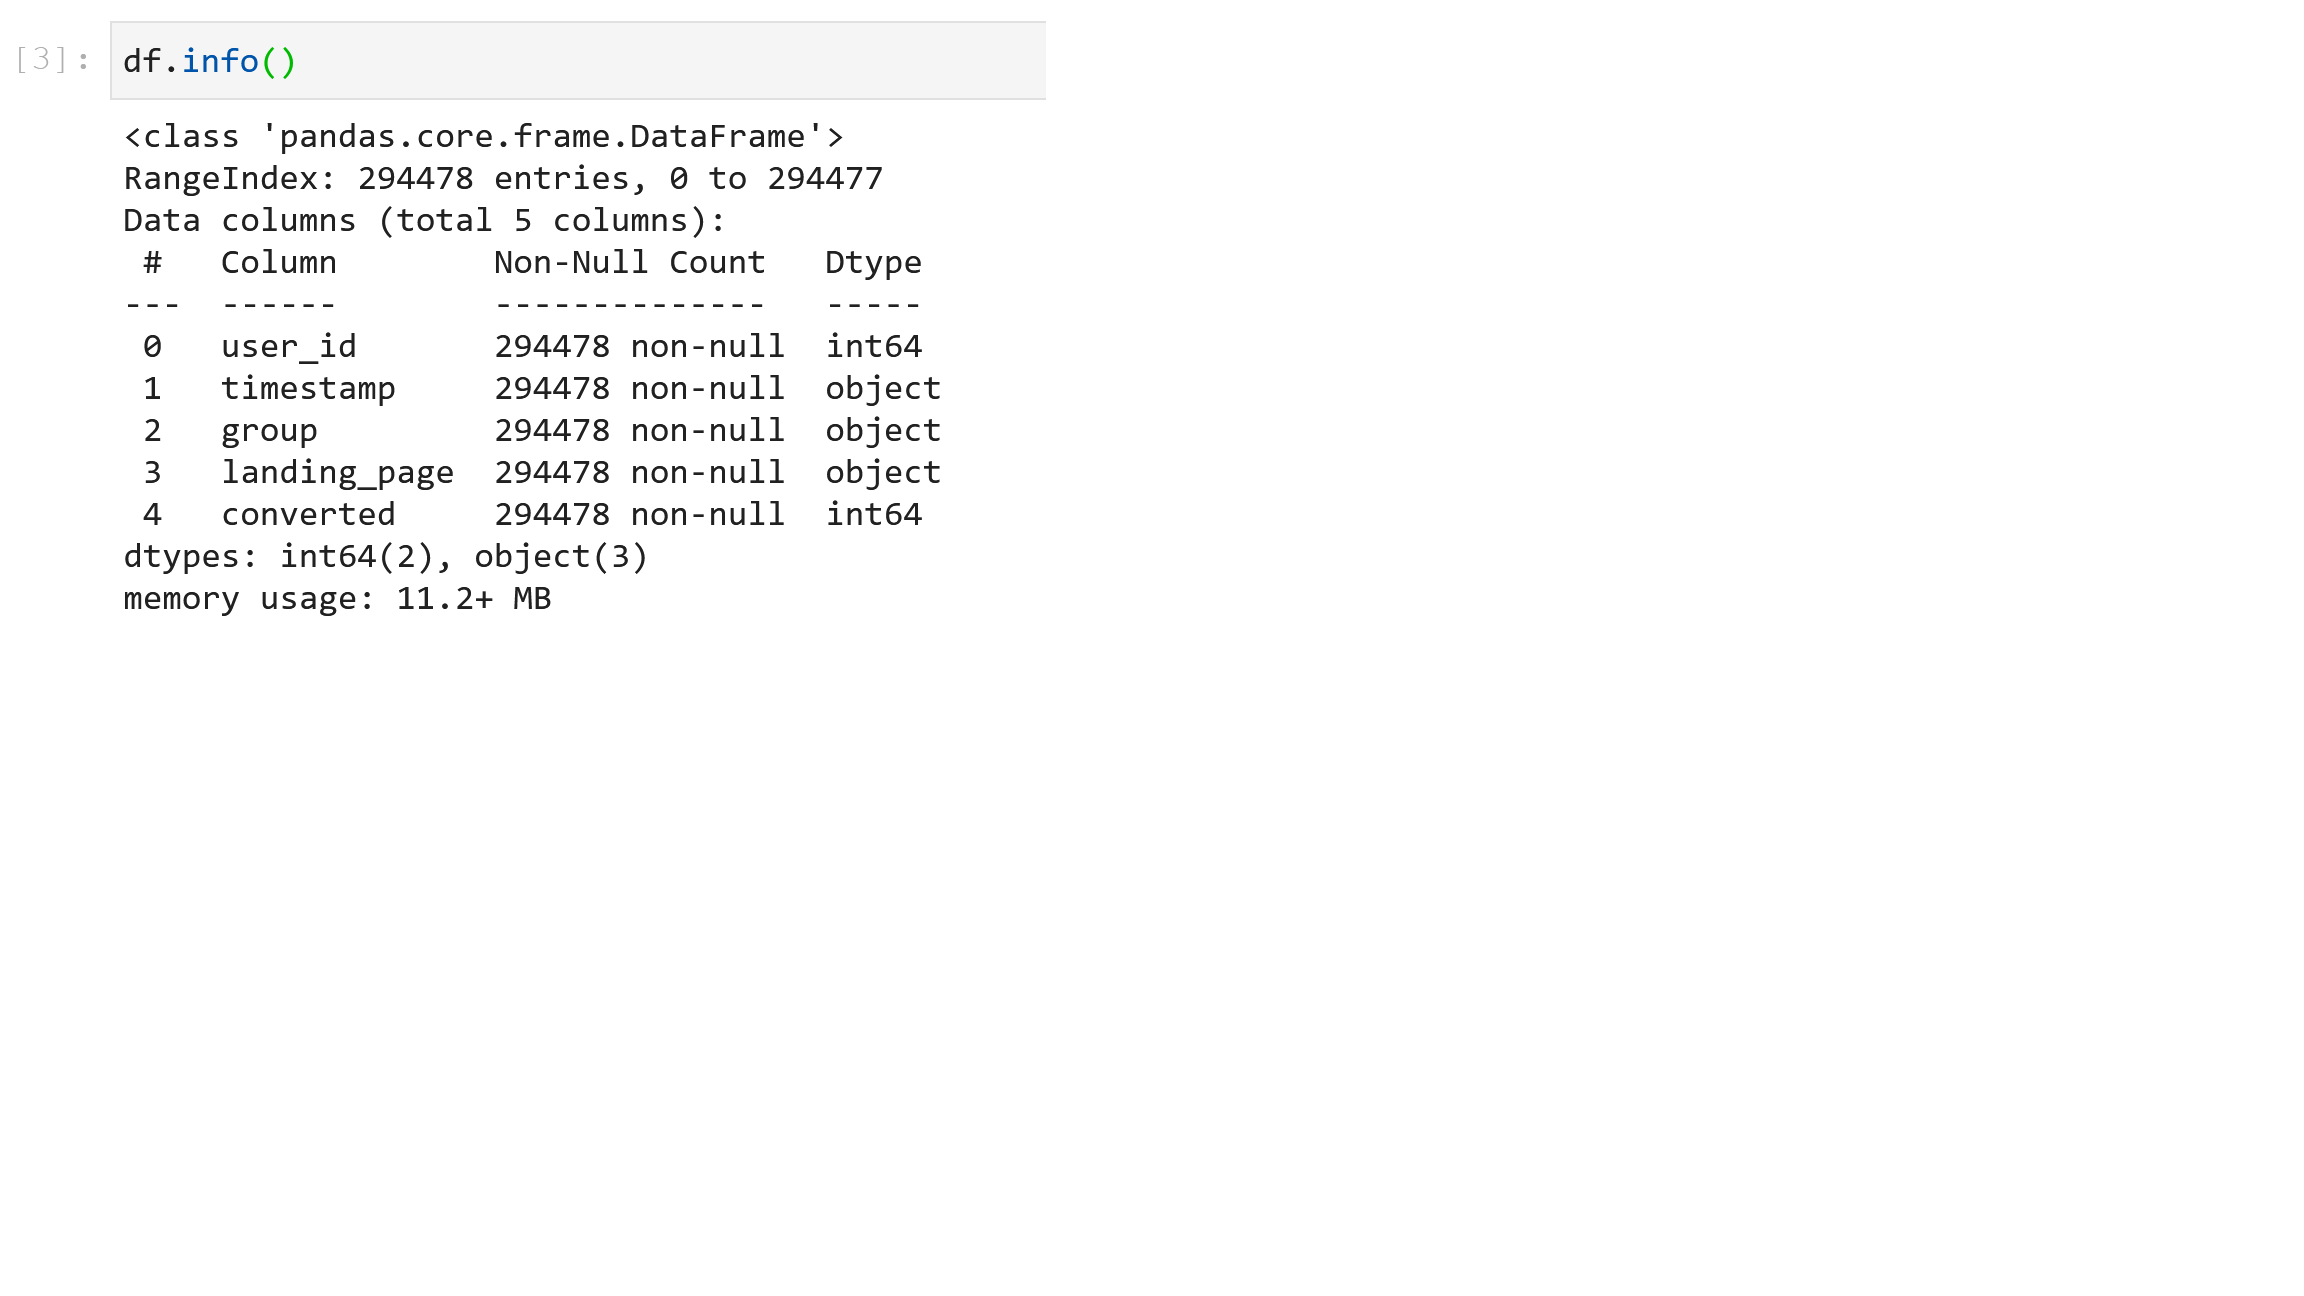 [3]: df.info()
<class 'pandas.core.frame.DataFrame'>
RangeIndex: 294478 entries, 0 to 294477
Data columns (total 5 columns):
 #   Column        Non-Null Count   Dtype
---  ------        --------------   -----
 0   user_id       294478 non-null  int64
 1   timestamp     294478 non-null  object
 2   group         294478 non-null  object
 3   landing_page  294478 non-null  object
 4   converted     294478 non-null  int64
dtypes: int64(2), object(3)
memory usage: 11.2+ MB